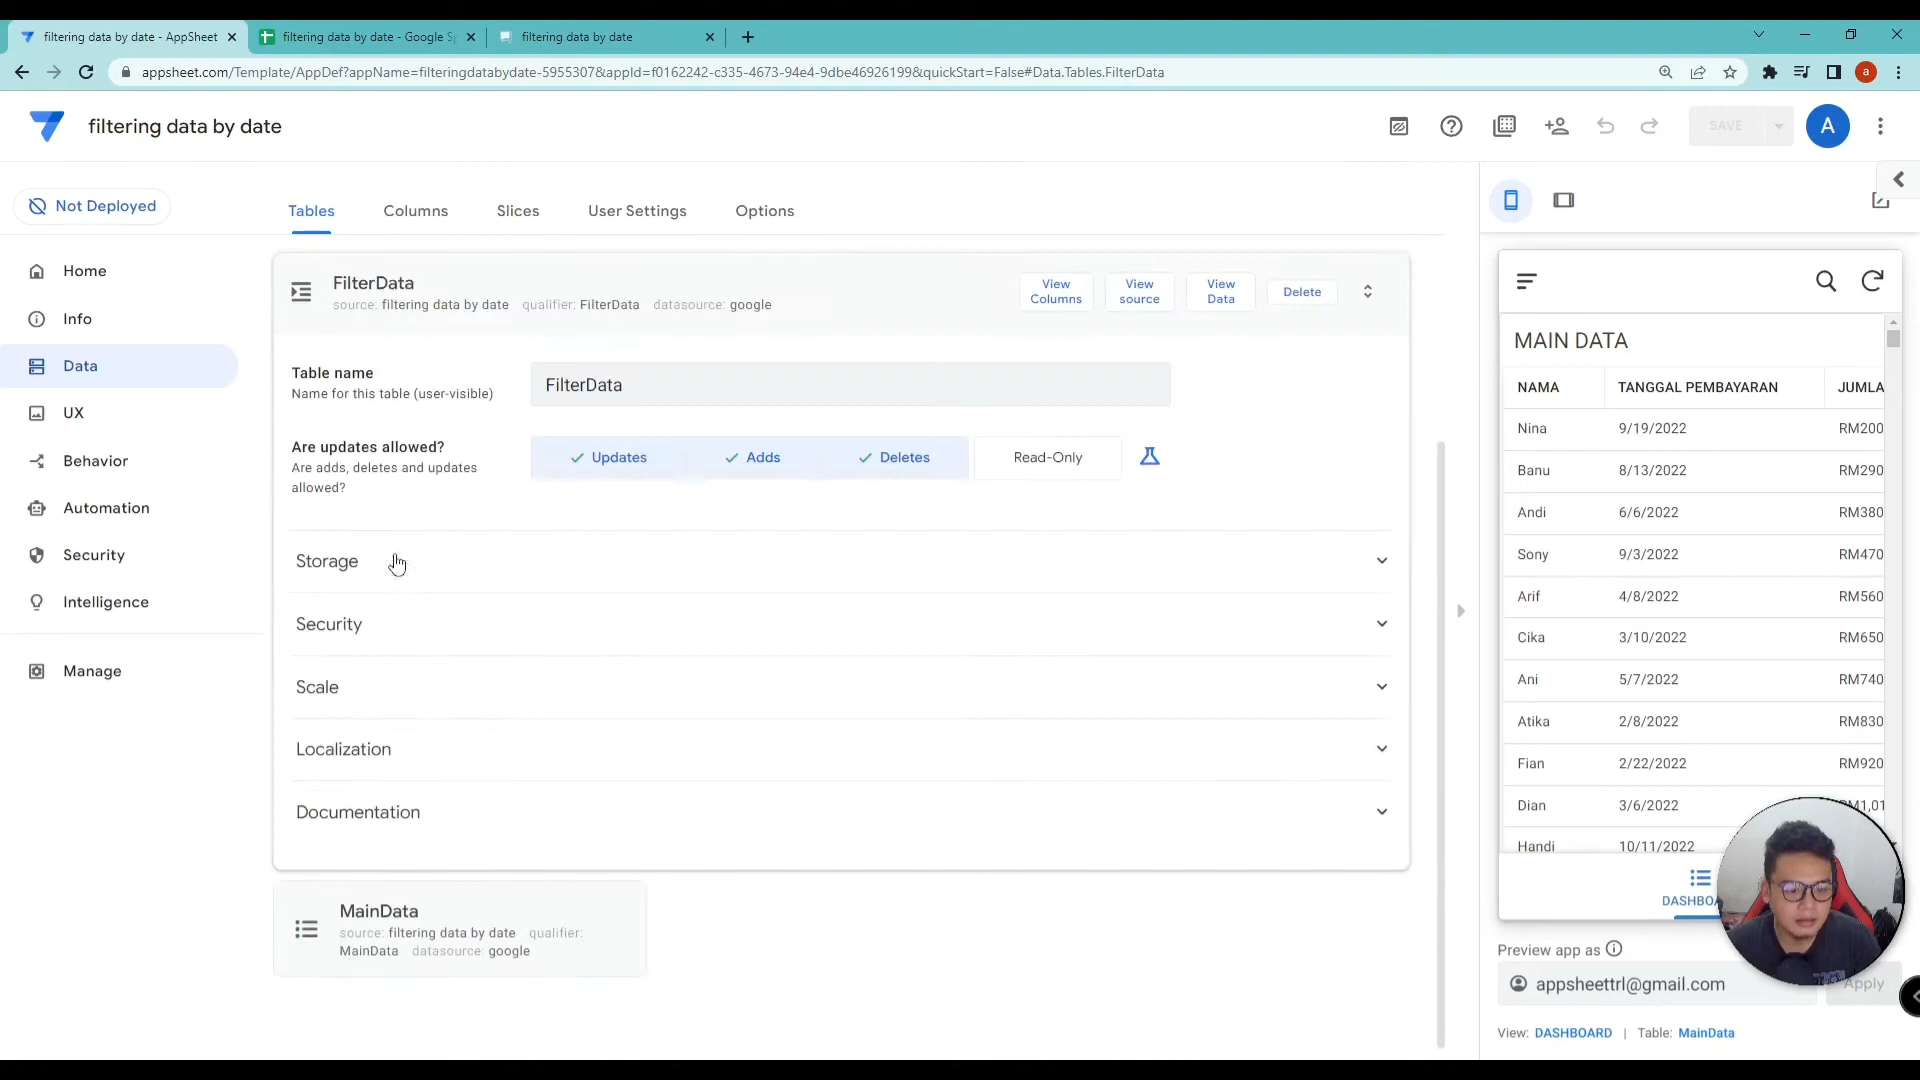 filtering data by date - AppSheet
filtering data by date - Google Sp
filtering data by date
appsheet.com/Template/AppDef?appName=filteringdatabydate-5955307&appId=f0162242-c335-4673-94e4-9dbe46926199&quickStart=False#Data.Tables.FilterData
a
filtering data by date
SAVE
A
Not Deployed
Home
Info
Data
UX
Behavior
Automation
Security
Intelligence
Manage
Tables Columns Slices User Settings Options
FilterData
source: filtering data by date qualifier: FilterData datasource: google
View Columns
View source
View Data
Delete
Table name
Name for this table (user-visible)
FilterData
Are updates allowed?
Are adds, deletes and updates
allowed?
Updates Adds Deletes Read-Only
Storage
Security
Scale
Localization
Documentation
MainData
source: filtering data by date qualifier:
MainData datasource: google
MAIN DATA
NAMA TANGGAL PEMBAYARAN JUMLA
Nina 9/19/2022 RM200
Banu 8/13/2022 RM290
Andi 6/6/2022 RM380
Sony 9/3/2022 RM470
Arif 4/8/2022 RM560
Cika 3/10/2022 RM650
Ani 5/7/2022 RM740
Atika 2/8/2022 RM830
Fian 2/22/2022 RM920
Dian 3/6/2022 RM1,01
Handi 10/11/2022
DASHBOA
Preview app as
appsheettrl@gmail.com
Apply
View: DASHBOARD | Table: MainData